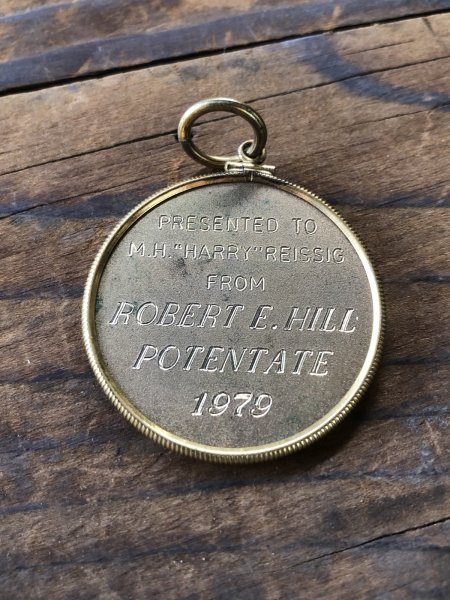 PRESENTED TO
M.H. "HARRY" REISSIG
FROM
ROBERT E. HILL
POTENTATE
1979